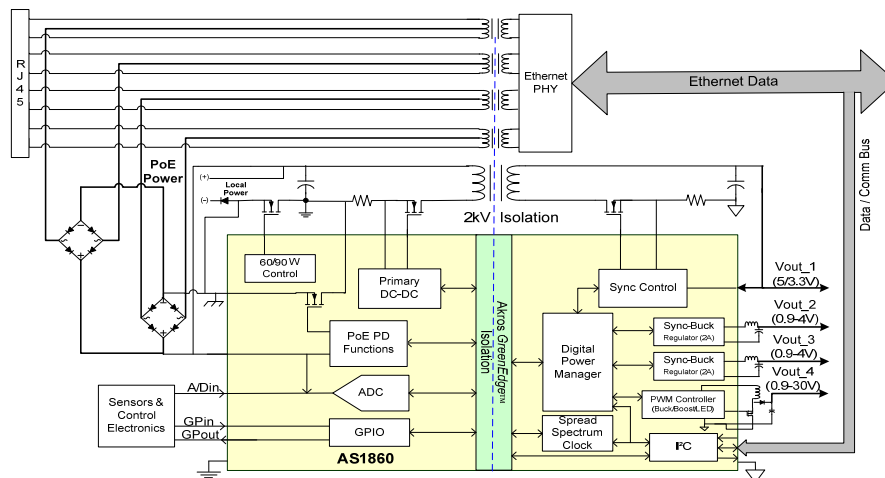 RJ45
Ethernet
PHY
Ethernet Data
Data / Comm Bus
PoE
Power
(+)
Local
Power
(-)
2kV Isolation
60/90W
Control
Primary
DC-DC
PoE PD
Functions
ADC
GPIO
AS1860
Akros GreenEdge™
Isolation
Sync Control
Digital
Power
Manager
Sync-Buck
Regulator (2A)
Sync-Buck
Regulator (2A)
PWM Controller
(Buck/Boost/LED)
Spread
Spectrum
Clock
I²C
Vout_1
(5/3.3V)
Vout_2
(0.9-4V)
Vout_3
(0.9-4V)
Vout_4
(0.9-30V)
Sensors &
Control
Electronics
A/Din
GPin
GPout